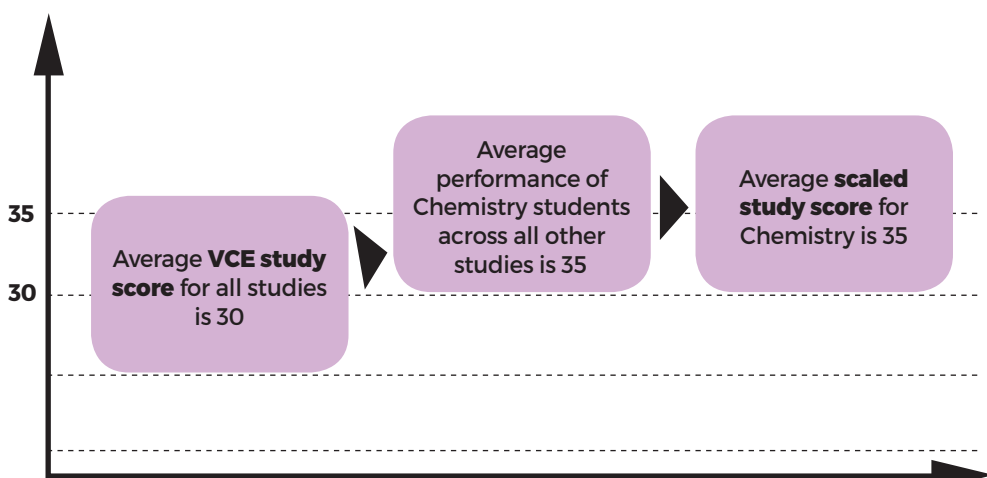 35
30
Average VCE study
score for all studies
is 30
Average
performance of
Chemistry students
across all other
studies is 35
Average scaled
study score for
Chemistry is 35